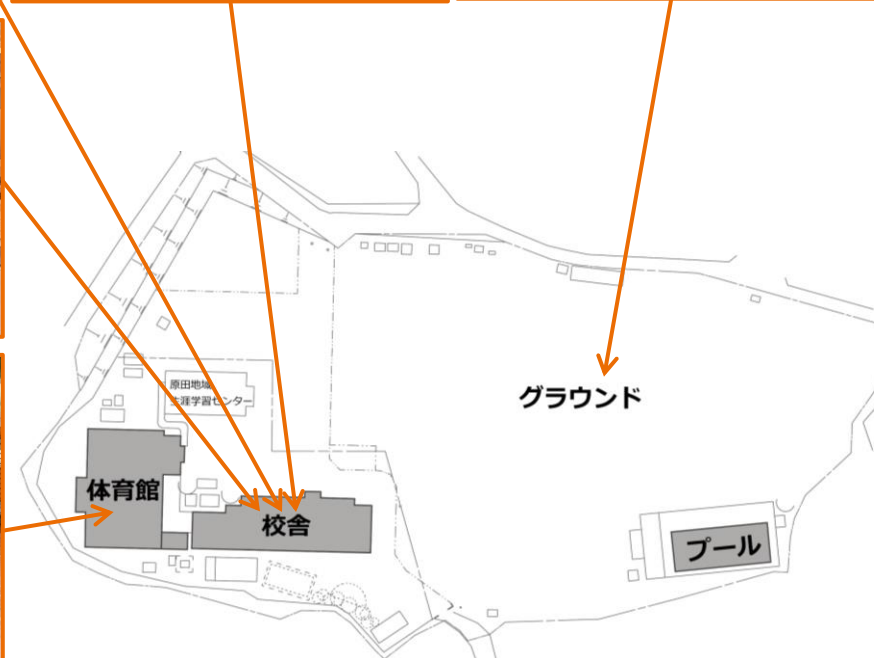 原田地域
生涯学習センター
グラウンド
体育館
校舎
プール